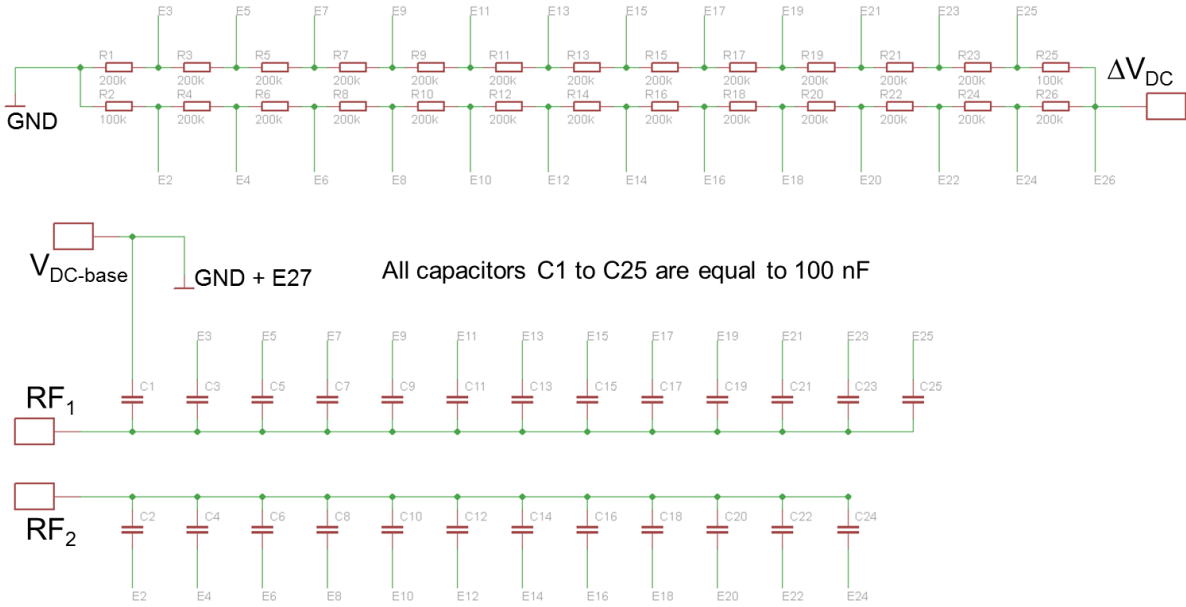 E3 E5 E7 E9 E11 E13 E15 E17 E19 E21 E23 E25
R1 R3 R5 R7 R9 R11 R13 R15 R17 R19 R21 R23 R25
200k 200k 200k 200k 200k 200k 200k 200k 200k 200k 200k 200k 100k
ΔV_DC
R2 R4 R6 R8 R10 R12 R14 R16 R18 R20 R22 R24 R26
100k 200k 200k 200k 200k 200k 200k 200k 200k 200k 200k 200k 200k
GND
E2 E4 E6 E8 E10 E12 E14 E16 E18 E20 E22 E24 E26
V_DC-base
GND + E27
All capacitors C1 to C25 are equal to 100 nF
E3 E5 E7 E9 E11 E13 E15 E17 E19 E21 E23 E25
C1 C3 C5 C7 C9 C11 C13 C15 C17 C19 C21 C23 C25
RF₁
RF₂
C2 C4 C6 C8 C10 C12 C14 C16 C18 C20 C22 C24
E2 E4 E6 E8 E10 E12 E14 E16 E18 E20 E22 E24